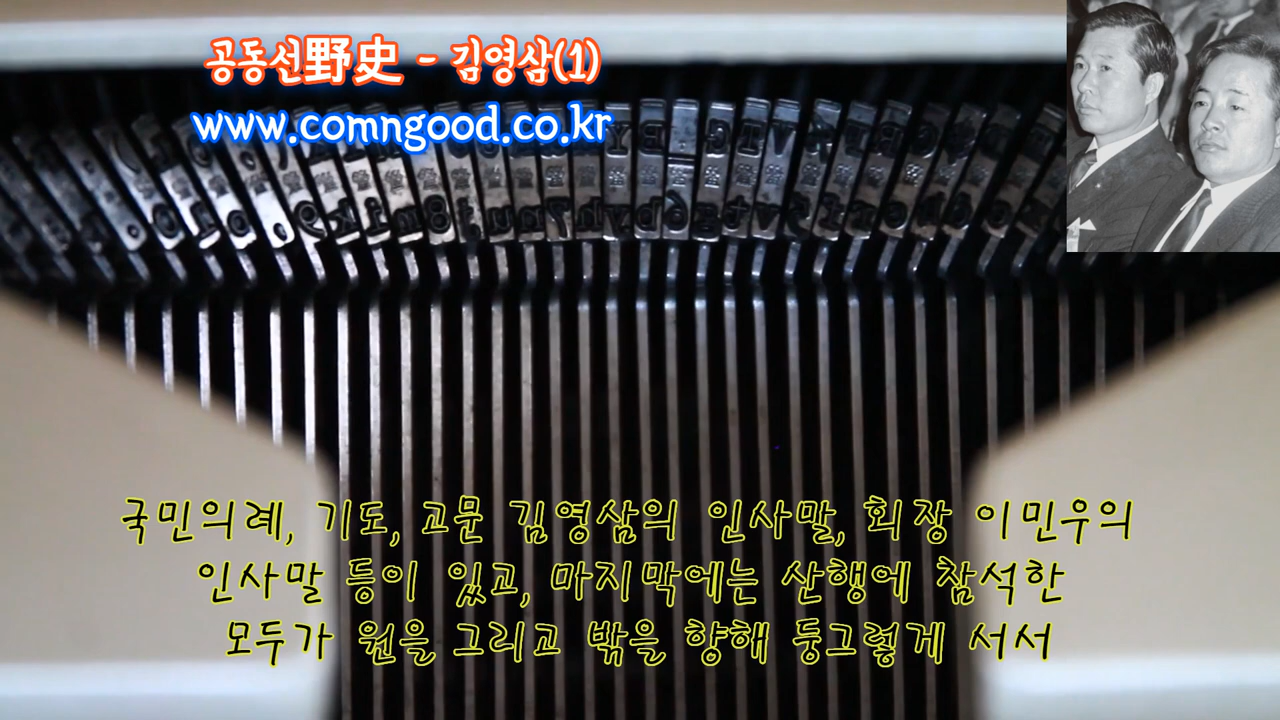 공동선野史 - 김영삼(1)
www.comngood.co.kr
국민의례, 기도, 고문 김영삼의 인사말, 회장 이민우의
인사말 등이 있고, 마지막에는 산행에 참석한
모두가 원을 그리고 밖을 향해 둥그렇게 서서